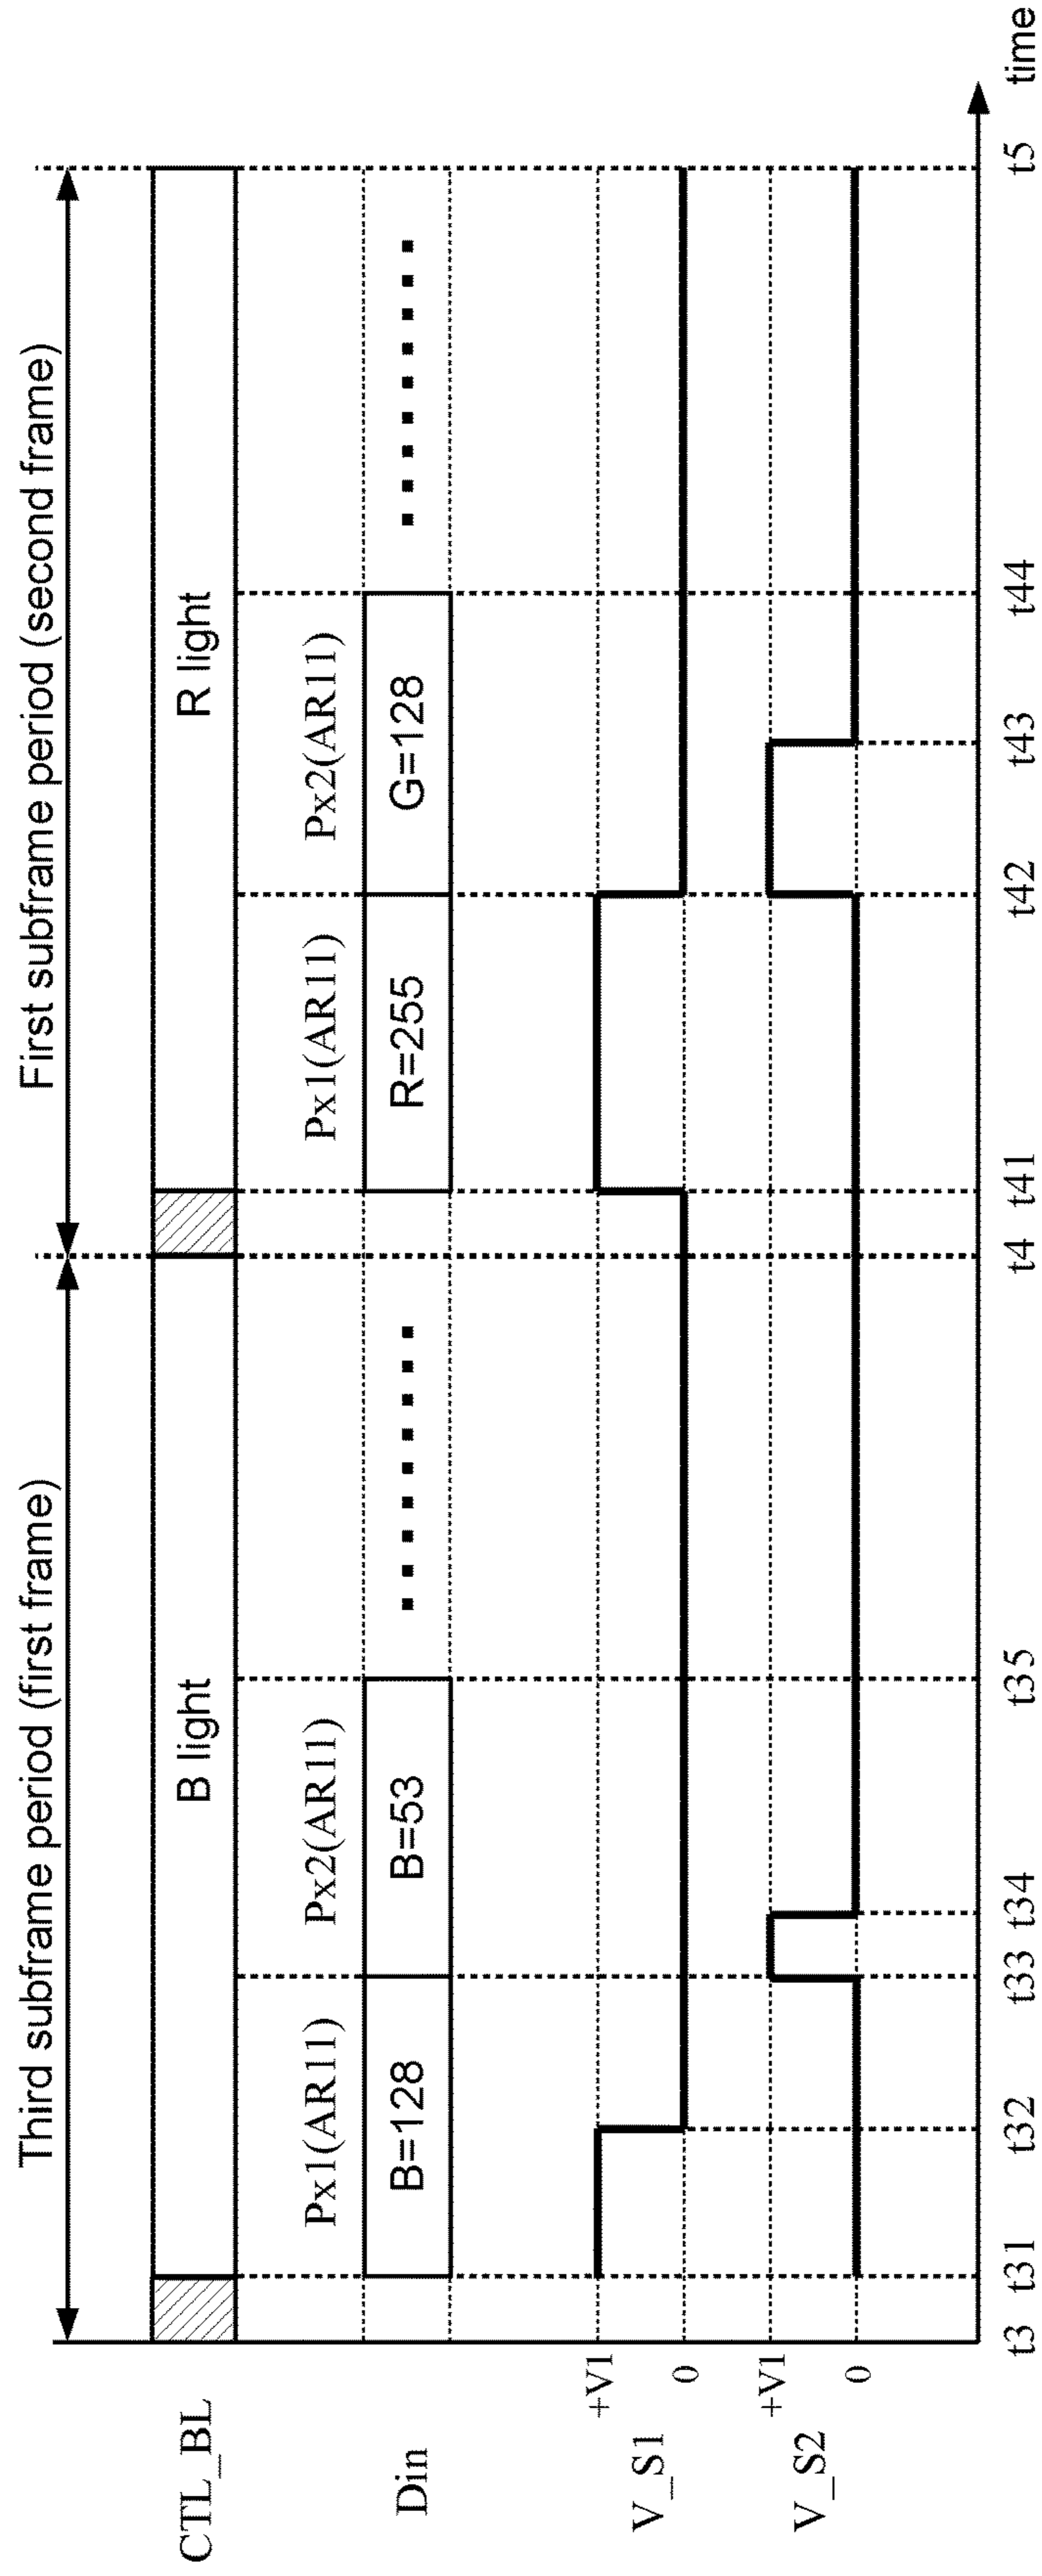 Third subframe period (first frame)
First subframe period (second frame)
CTL_BL
B light
R light
Px1(AR11)
Px2(AR11)
Px1(AR11)
Px2(AR11)
Din
B=128
B=53
R=255
G=128
+V1
V_S1
0
+V1
V_S2
0
t3
t31
t32
t33
t34
t35
t4
t41
t42
t43
t44
t5
time